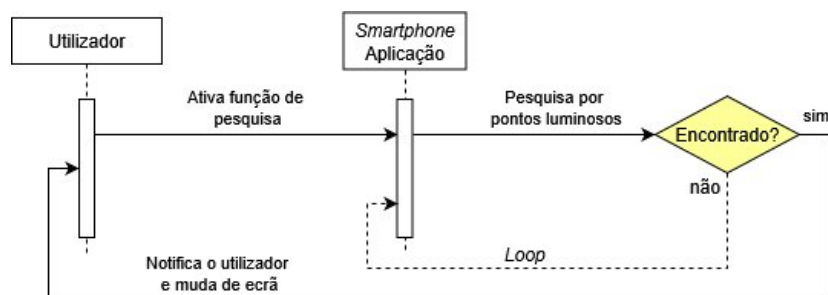 Utilizador
Smartphone
Aplicação
Ativa função de
pesquisa
Pesquisa por
pontos luminosos
Encontrado?
sim
não
Loop
Notifica o utilizador
e muda de ecrã